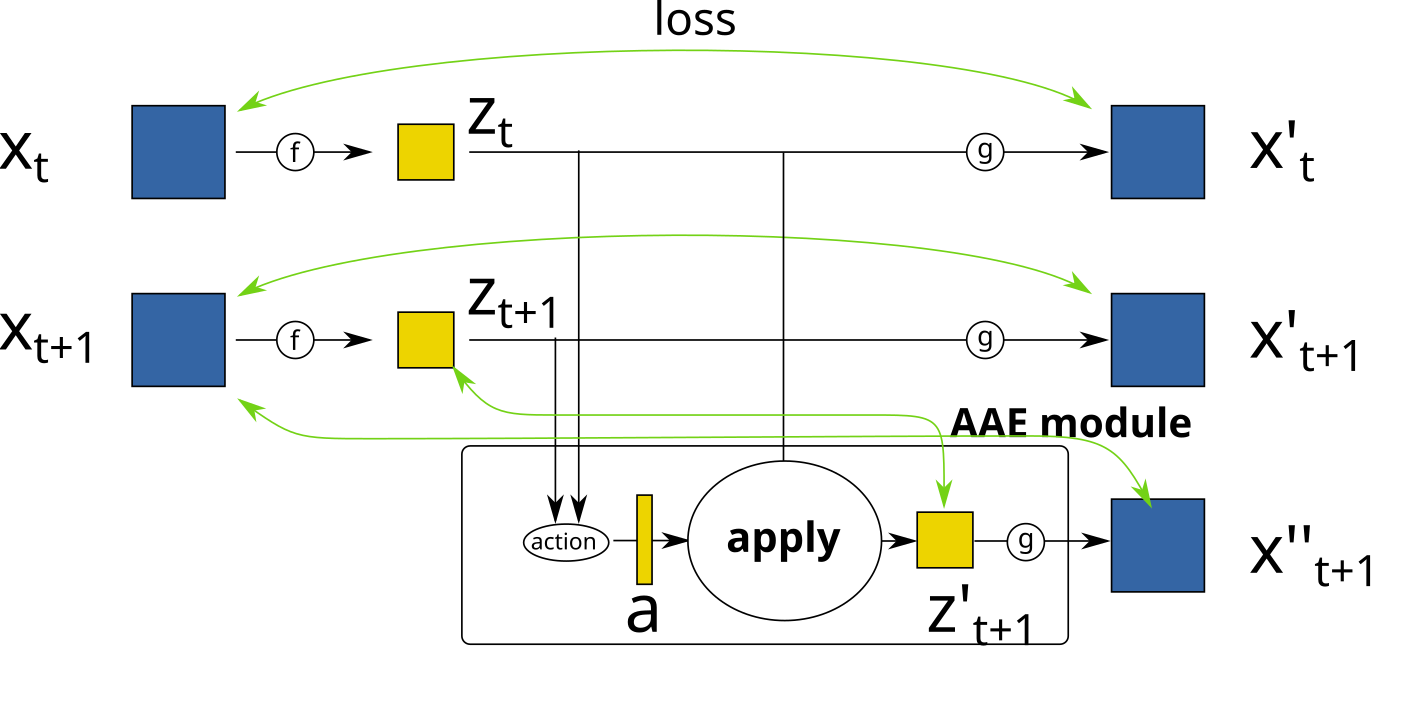 loss
x_t
f
z_t
g
x'_t
x_{t+1}
f
z_{t+1}
g
x'_{t+1}
AAE module
action
a
apply
z'_{t+1}
g
x''_{t+1}